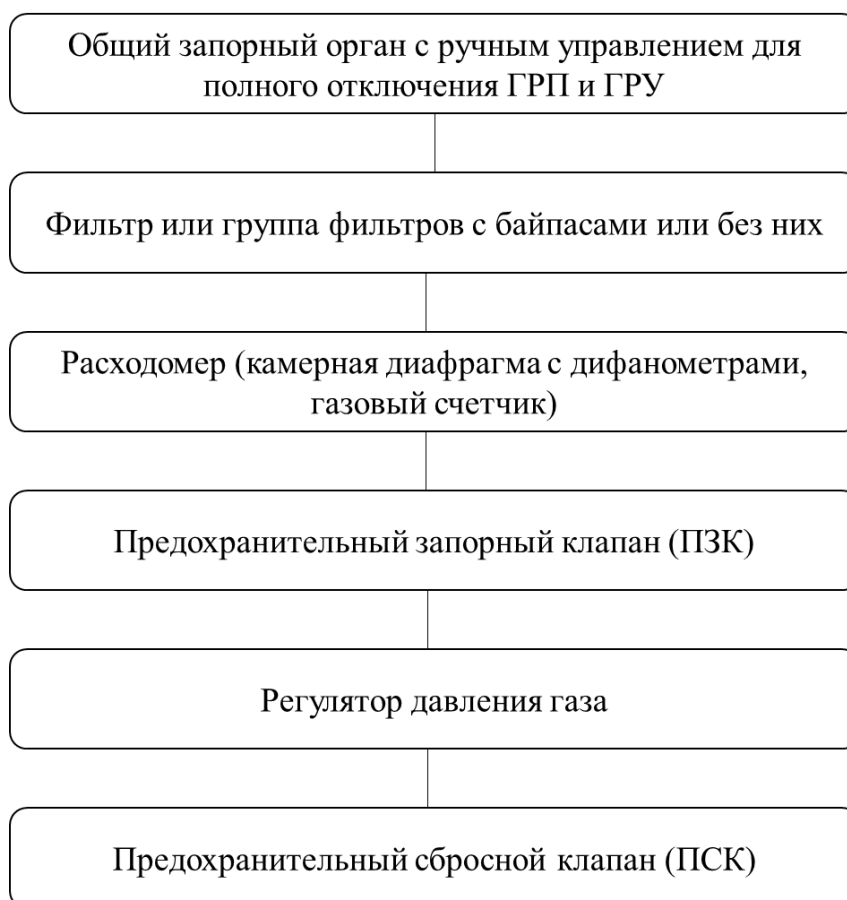 Общий запорный орган с ручным управлением для
полного отключения ГРП и ГРУ
Фильтр или группа фильтров с байпасами или без них
Расходомер (камерная диафрагма с дифанометрами,
газовый счетчик)
Предохранительный запорный клапан (ПЗК)
Регулятор давления газа
Предохранительный сбросной клапан (ПСК)